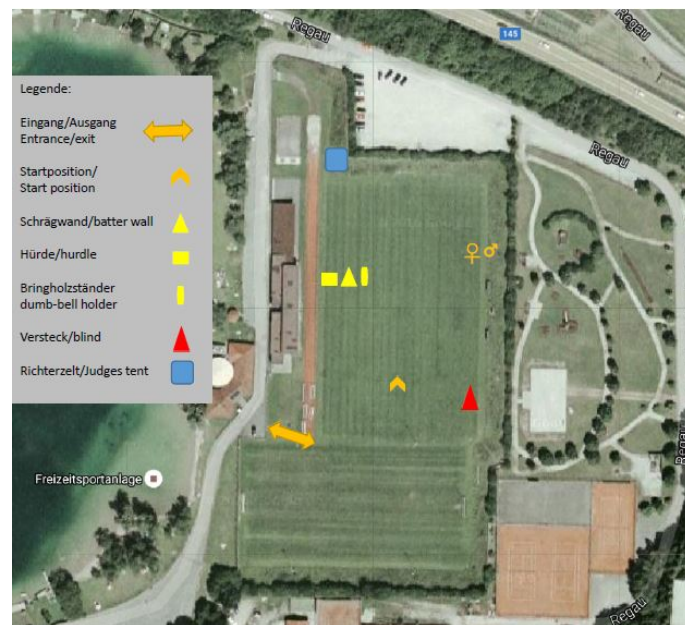 Regau
145
Regau
Regau
Legende:
Eingang/Ausgang
Entrance/exit
Startposition/
Start position
Schrägwand/batter wall
Hürde/hurdle
Bringholzständer
dumb-bell holder
Versteck/blind
Richterzelt/Judges tent
♀♂
Freizeitsportanlage
Regau
Regau